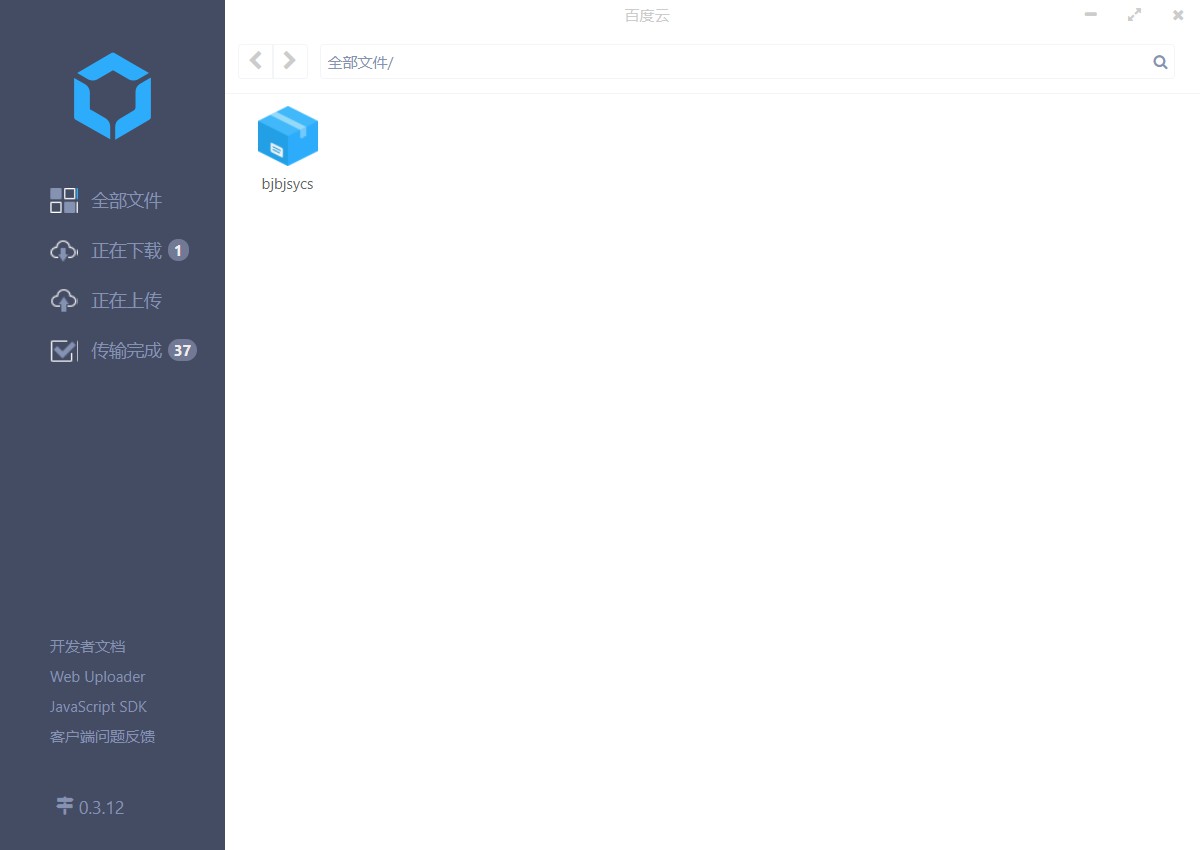 百度云
全部文件/
bjbjsycs
全部文件
正在下载 1
正在上传
传输完成 37
开发者文档
Web Uploader
JavaScript SDK
客户端问题反馈
0.3.12